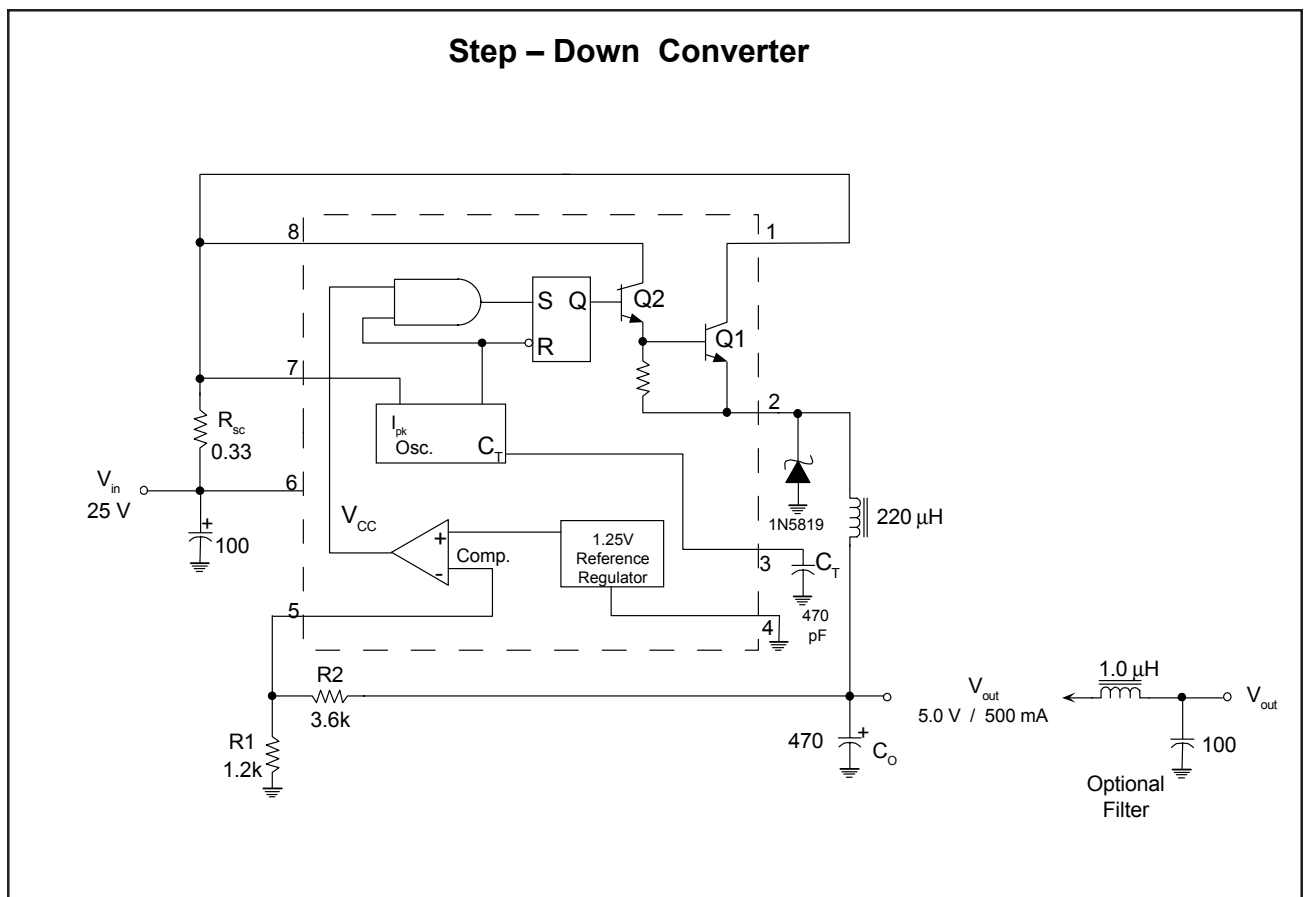 Step – Down Converter
8
1
S Q
Q2
R
Q1
7
2
Rsc
0.33
Ipk
Osc.
CT
Vin
25 V
6
1N5819
220 μH
100
VCC
+
-
Comp.
1.25V
Reference
Regulator
3
CT
470
pF
5
4
R2
3.6k
R1
1.2k
+
470
CO
Vout
5.0 V / 500 mA
1.0 μH
Vout
100
Optional
Filter
+